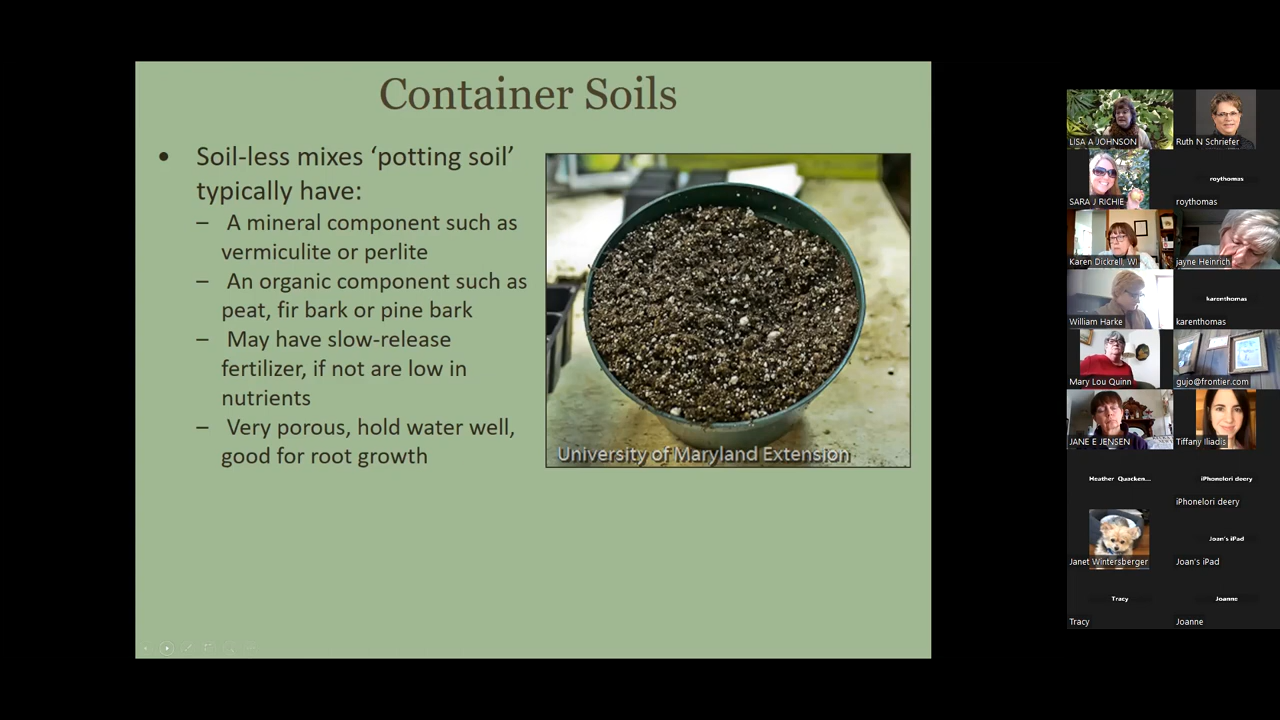 Container Soils
• Soil-less mixes ‘potting soil’
typically have:
– A mineral component such as
vermiculite or perlite
– An organic component such as
peat, fir bark or pine bark
– May have slow-release
fertilizer, if not are low in
nutrients
– Very porous, hold water well,
good for root growth
University of Maryland Extension
LISA A JOHNSON
Ruth N Schriefer
SARA J RICHIE
roythomas
roythomas
Karen Dickrell, WI
jayne Heinrich
William Harke
karenthomas
karenthomas
Mary Lou Quinn
gujo@frontier.com
JANE E JENSEN
Tiffany Iliadis
Heather Quacken...
iPhonelori deery
iPhonelori deery
Janet Wintersberger
Joan's iPad
Joan's iPad
Tracy
Tracy
Joanne
Joanne